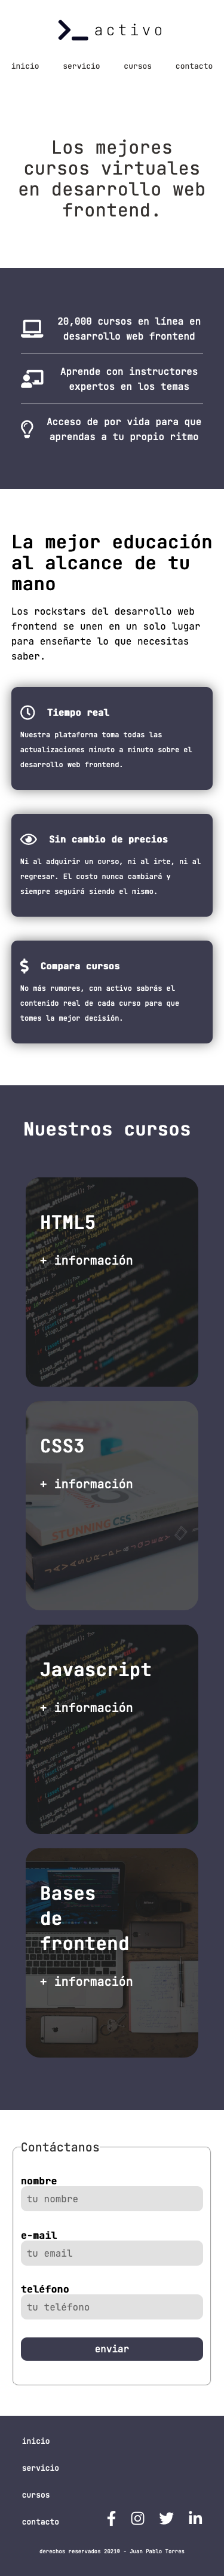 activo
inicio servicio cursos contacto
Los mejores
cursos virtuales
en desarrollo web
frontend.
20,000 cursos en línea en
desarrollo web frontend
Aprende con instructores
expertos en los temas
Acceso de por vida para que
aprendas a tu propio ritmo
La mejor educación
al alcance de tu
mano
Los rockstars del desarrollo web
frontend se unen en un solo lugar
para enseñarte lo que necesitas
saber.
Tiempo real
Nuestra plataforma toma todas las
actualizaciones minuto a minuto sobre el
desarrollo web frontend.
Sin cambio de precios
Ni al adquirir un curso, ni al irte, ni al
regresar. El costo nunca cambiará y
siempre seguirá siendo el mismo.
Compara cursos
No más rumores, con activo sabrás el
contenido real de cada curso para que
tomes la mejor decisión.
Nuestros cursos
HTML5
+ información
CSS3
+ información
STUNNING CSS
Javascript
+ información
Bases
de
frontend
+ información
Contáctanos
nombre
tu nombre
e-mail
tu email
teléfono
tu teléfono
enviar
inicio
servicio
cursos
contacto
derechos reservados 2021® - Juan Pablo Torres